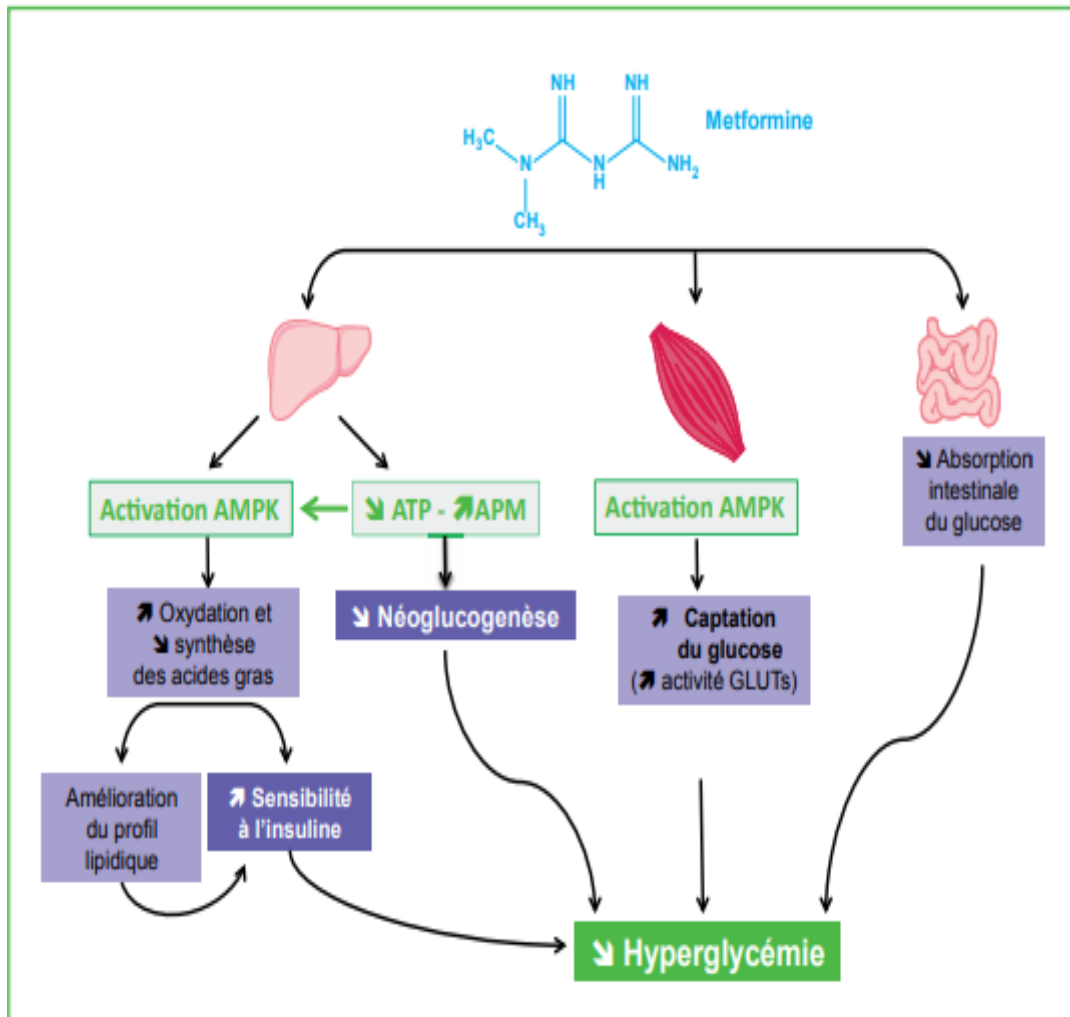 NH
NH
Metformine
H₃C
N
N
H
NH₂
CH₃
↘ Absorption
intestinale
du glucose
Activation AMPK
↘ ATP - ↗APM
Activation AMPK
↗ Oxydation et
↘ synthèse
des acides gras
↘ Néoglucogenèse
↗ Captation
du glucose
(↗ activité GLUTs)
Amélioration
du profil
lipidique
↗ Sensibilité
à l'insuline
↘ Hyperglycémie